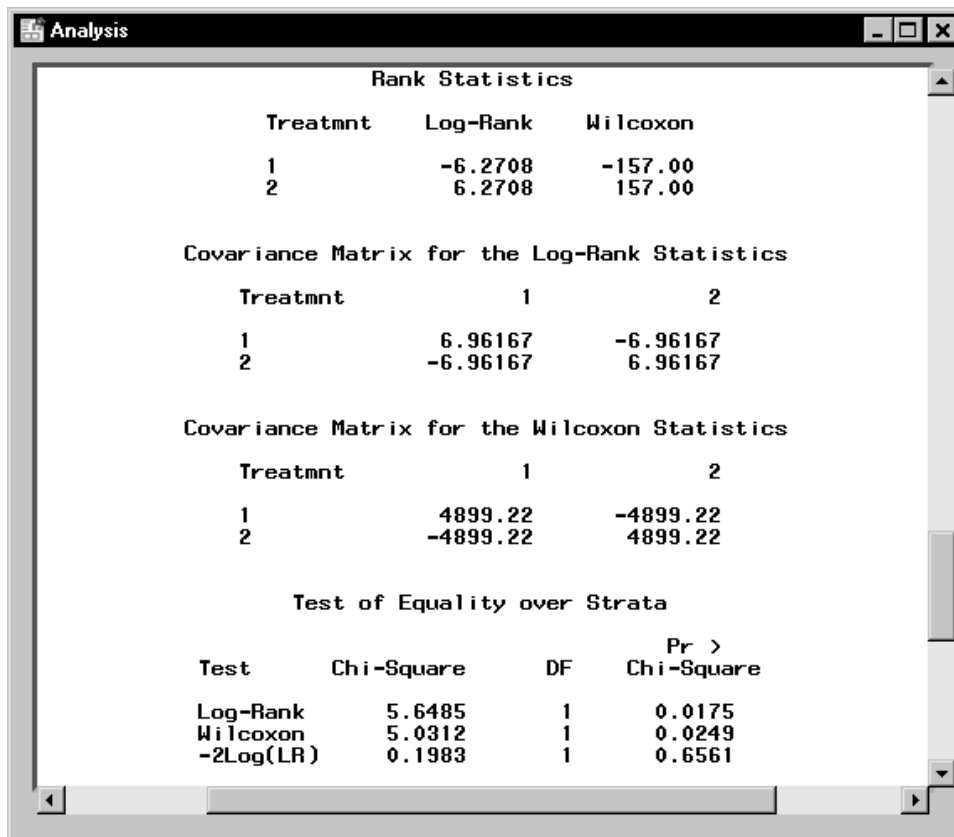 Analysis
Rank Statistics
Treatmnt Log-Rank Wilcoxon
1 -6.2708 -157.00
2 6.2708 157.00
Covariance Matrix for the Log-Rank Statistics
Treatmnt 1 2
1 6.96167 -6.96167
2 -6.96167 6.96167
Covariance Matrix for the Wilcoxon Statistics
Treatmnt 1 2
1 4899.22 -4899.22
2 -4899.22 4899.22
Test of Equality over Strata
Pr >
Test Chi-Square DF Chi-Square
Log-Rank 5.6485 1 0.0175
Wilcoxon 5.0312 1 0.0249
-2Log(LR) 0.1983 1 0.6561